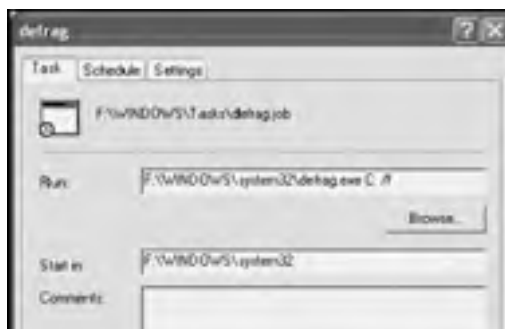 defrag
Task Schedule Settings
F:\WINDOWS\Tasks\defrag.job
Run: F:\WINDOWS\system32\defrag.exe C: /f
Browse...
Start in: F:\WINDOWS\system32
Comments: